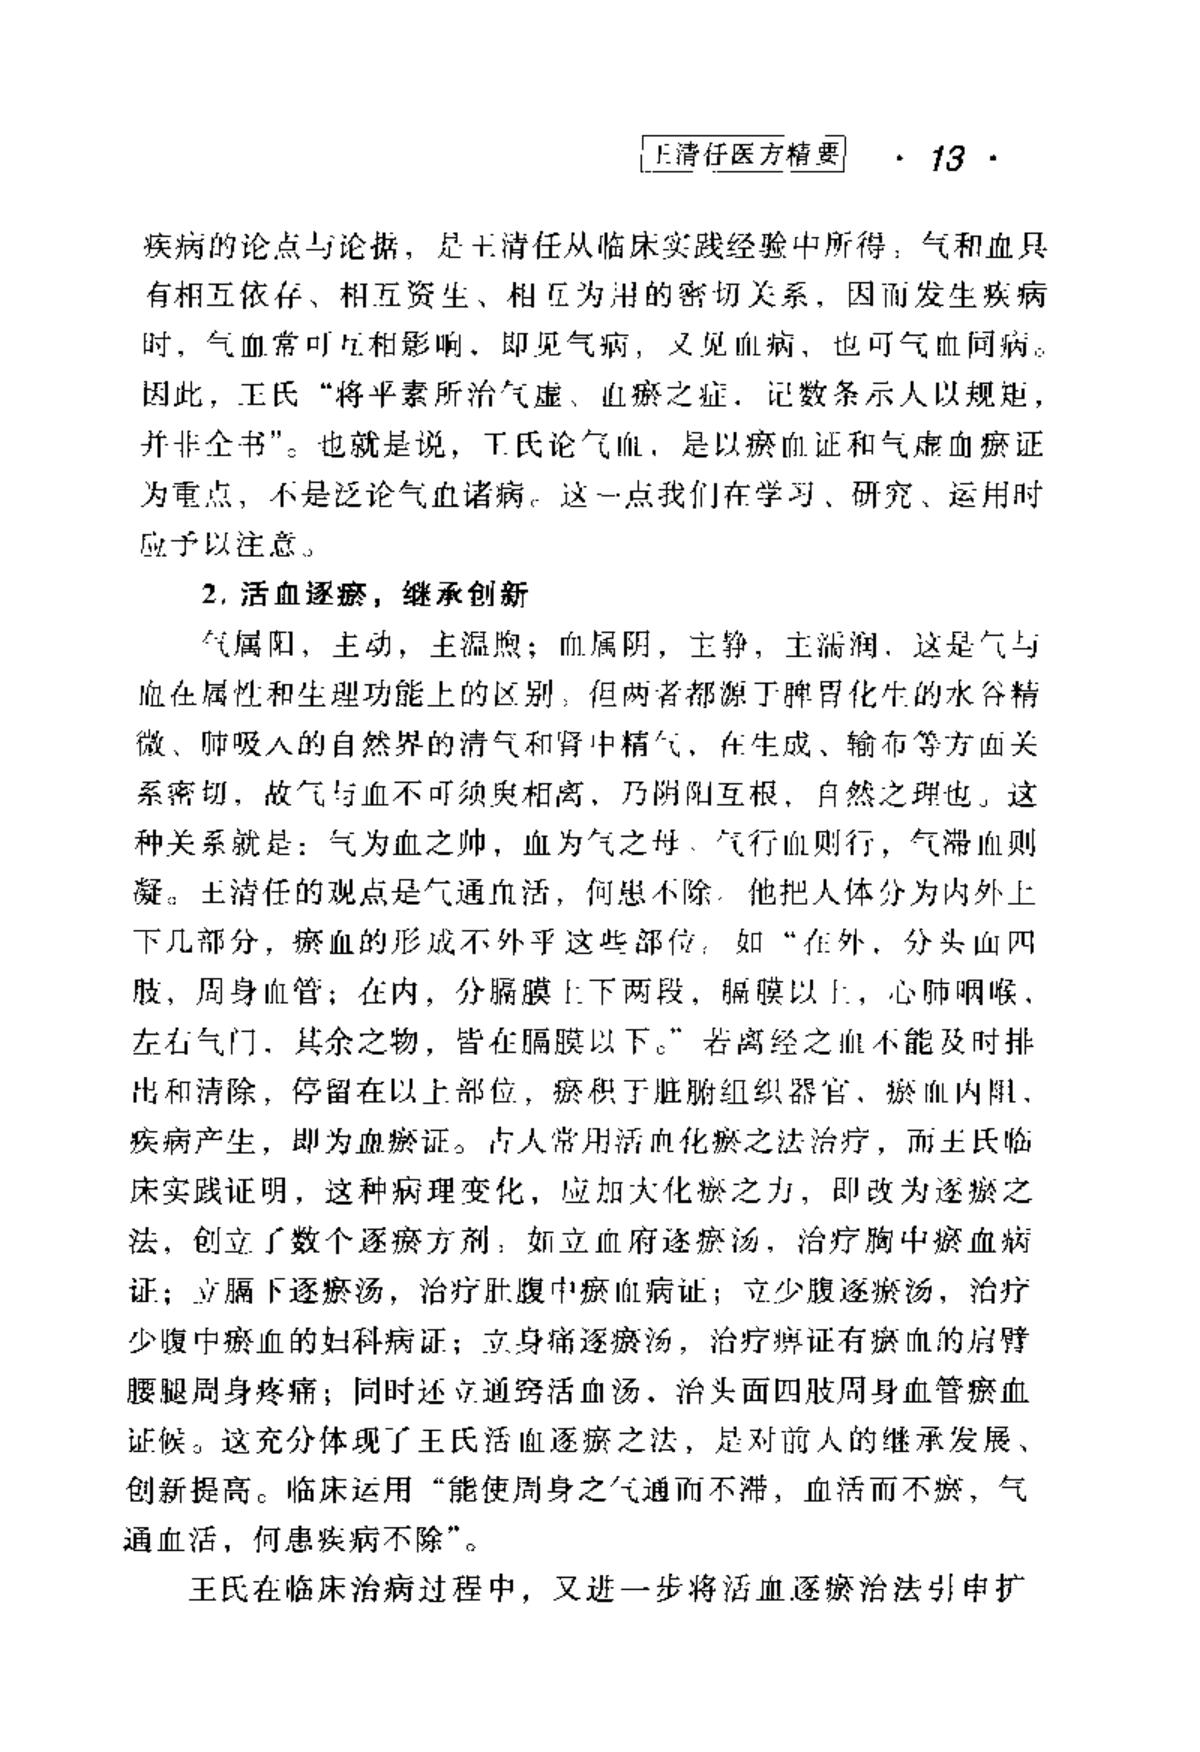 王清任医方精要 · 13 ·
疾病的论点与论据，是王清任从临床实践经验中所得。气和血具
有相互依存、相互资生、相互为用的密切关系，因而发生疾病
时，气血常可互相影响，即见气病，又见血病，也可气血同病。
因此，王氏“将平素所治气虚、血瘀之症，记数条示人以规矩，
并非全书”。也就是说，王氏论气血，是以瘀血证和气虚血瘀证
为重点，不是泛论气血诸病。这一点我们在学习、研究、运用时
应予以注意。
2. 活血逐瘀，继承创新
气属阳，主动，主温煦；血属阴，主静，主濡润，这是气与
血在属性和生理功能上的区别。但两者都源于脾胃化生的水谷精
微、肺吸入的自然界的清气和肾中精气，在生成、输布等方面关
系密切，故气与血不可须臾相离，乃阴阳互根，自然之理也。这
种关系就是：气为血之帅，血为气之母、气行血则行，气滞血则
凝。王清任的观点是气通血活，何患不除。他把人体分为内外上
下几部分，瘀血的形成不外乎这些部位。如“在外，分头面四
肢，周身血管；在内，分膈膜上下两段，膈膜以上，心肺咽喉，
左右气门，其余之物，皆在膈膜以下。”若离经之血不能及时排
出和清除，停留在以上部位，瘀积于脏腑组织器官，瘀血内阻，
疾病产生，即为血瘀证。古人常用活血化瘀之法治疗，而王氏临
床实践证明，这种病理变化，应加大化瘀之力，即改为逐瘀之
法，创立了数个逐瘀方剂。如立血府逐瘀汤，治疗胸中瘀血病
证；立膈下逐瘀汤，治疗肚腹中瘀血病证；立少腹逐瘀汤，治疗
少腹中瘀血的妇科病证；立身痛逐瘀汤，治疗痹证有瘀血的肩臂
腰腿周身疼痛；同时还立通窍活血汤，治头面四肢周身血管瘀血
证候。这充分体现了王氏活血逐瘀之法，是对前人的继承发展、
创新提高。临床运用“能使周身之气通而不滞，血活而不瘀，气
通血活，何患疾病不除”。
王氏在临床治病过程中，又进一步将活血逐瘀治法引申扩